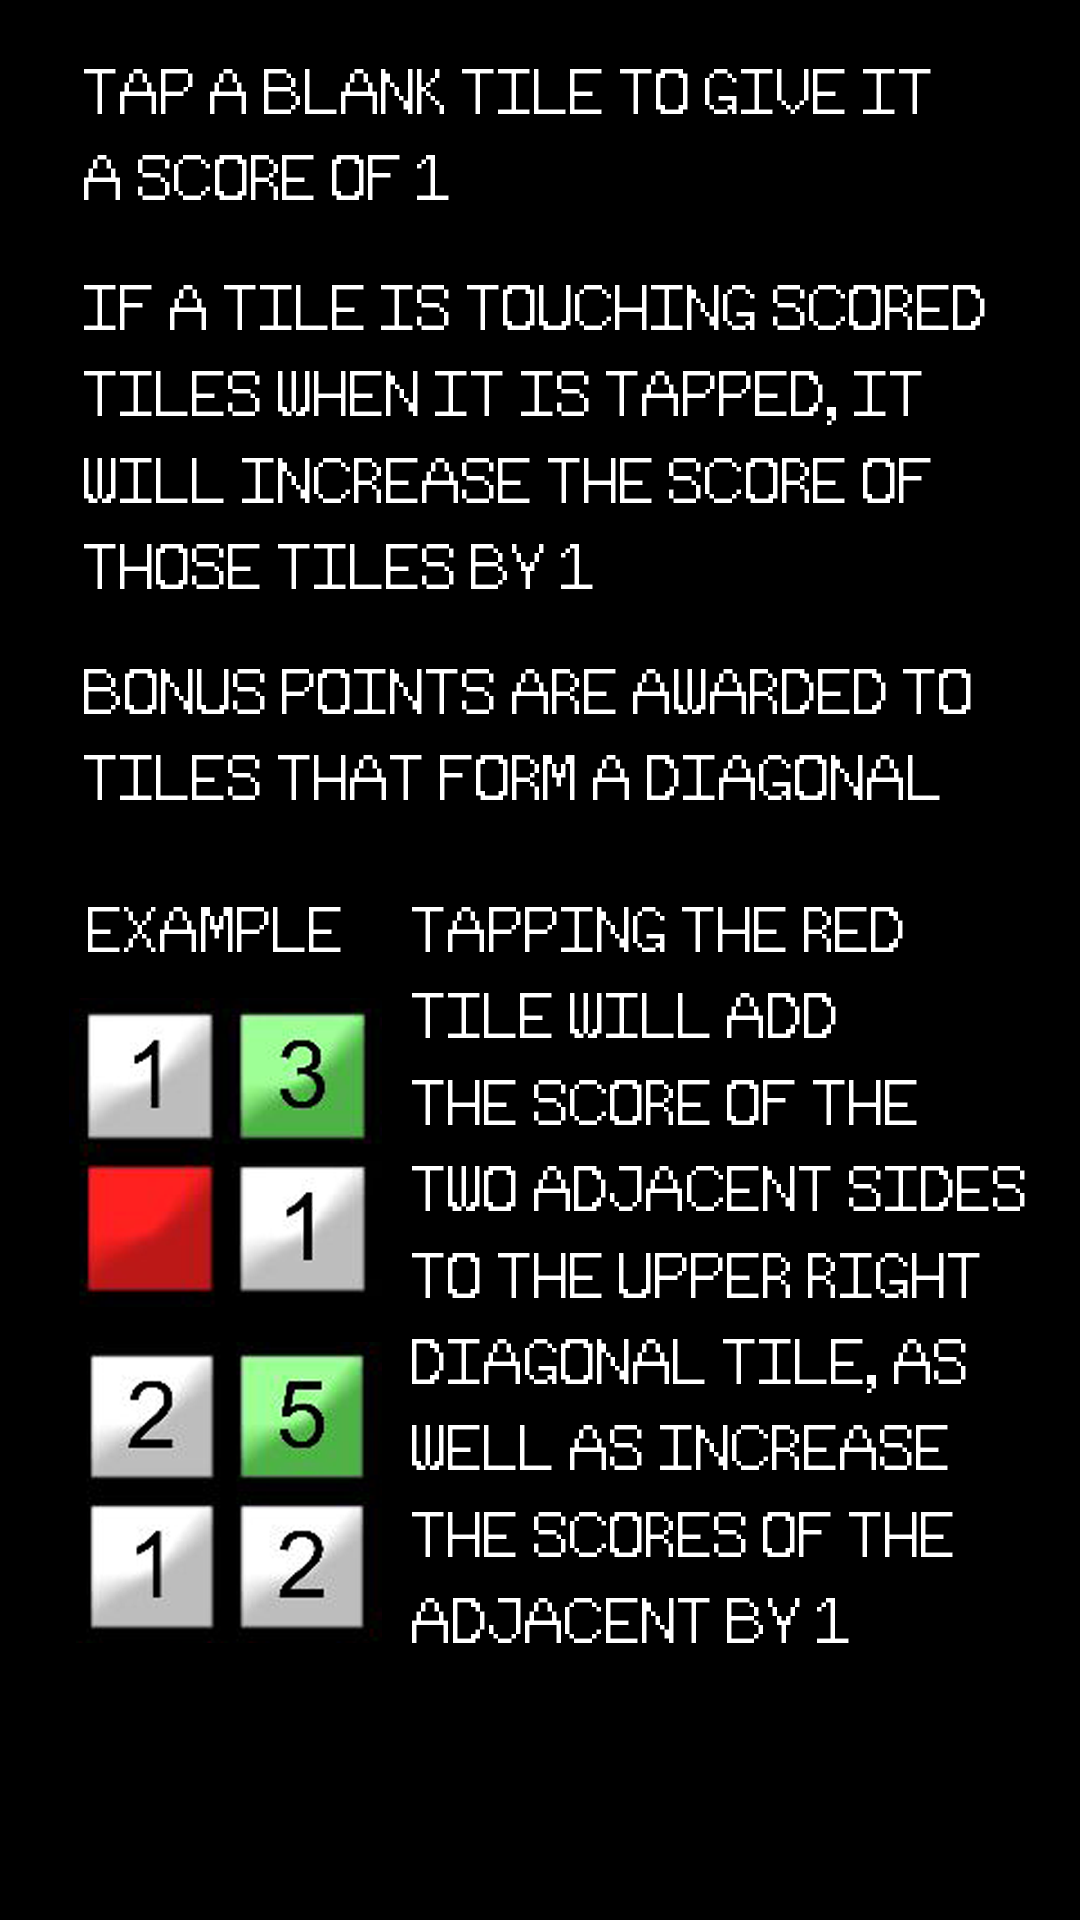 TAP A BLANK TILE TO GIVE IT
A SCORE OF 1
IF A TILE IS TOUCHING SCORED
TILES WHEN IT IS TAPPED, IT
WILL INCREASE THE SCORE OF
THOSE TILES BY 1
BONUS POINTS ARE AWARDED TO
TILES THAT FORM A DIAGONAL
EXAMPLE
1 3
1
2 5
1 2
TAPPING THE RED
TILE WILL ADD
THE SCORE OF THE
TWO ADJACENT SIDES
TO THE UPPER RIGHT
DIAGONAL TILE, AS
WELL AS INCREASE
THE SCORES OF THE
ADJACENT BY 1